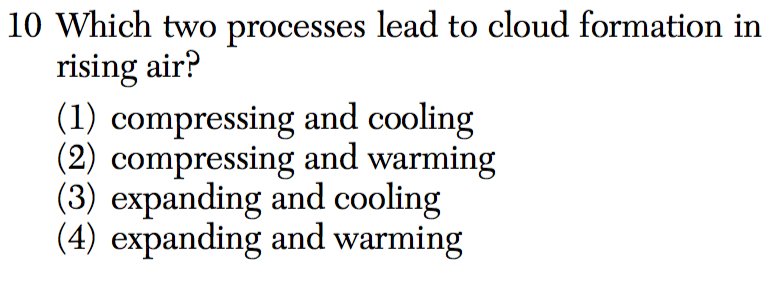 10 Which two processes lead to cloud formation in
rising air?
(1) compressing and cooling
(2) compressing and warming
(3) expanding and cooling
(4) expanding and warming